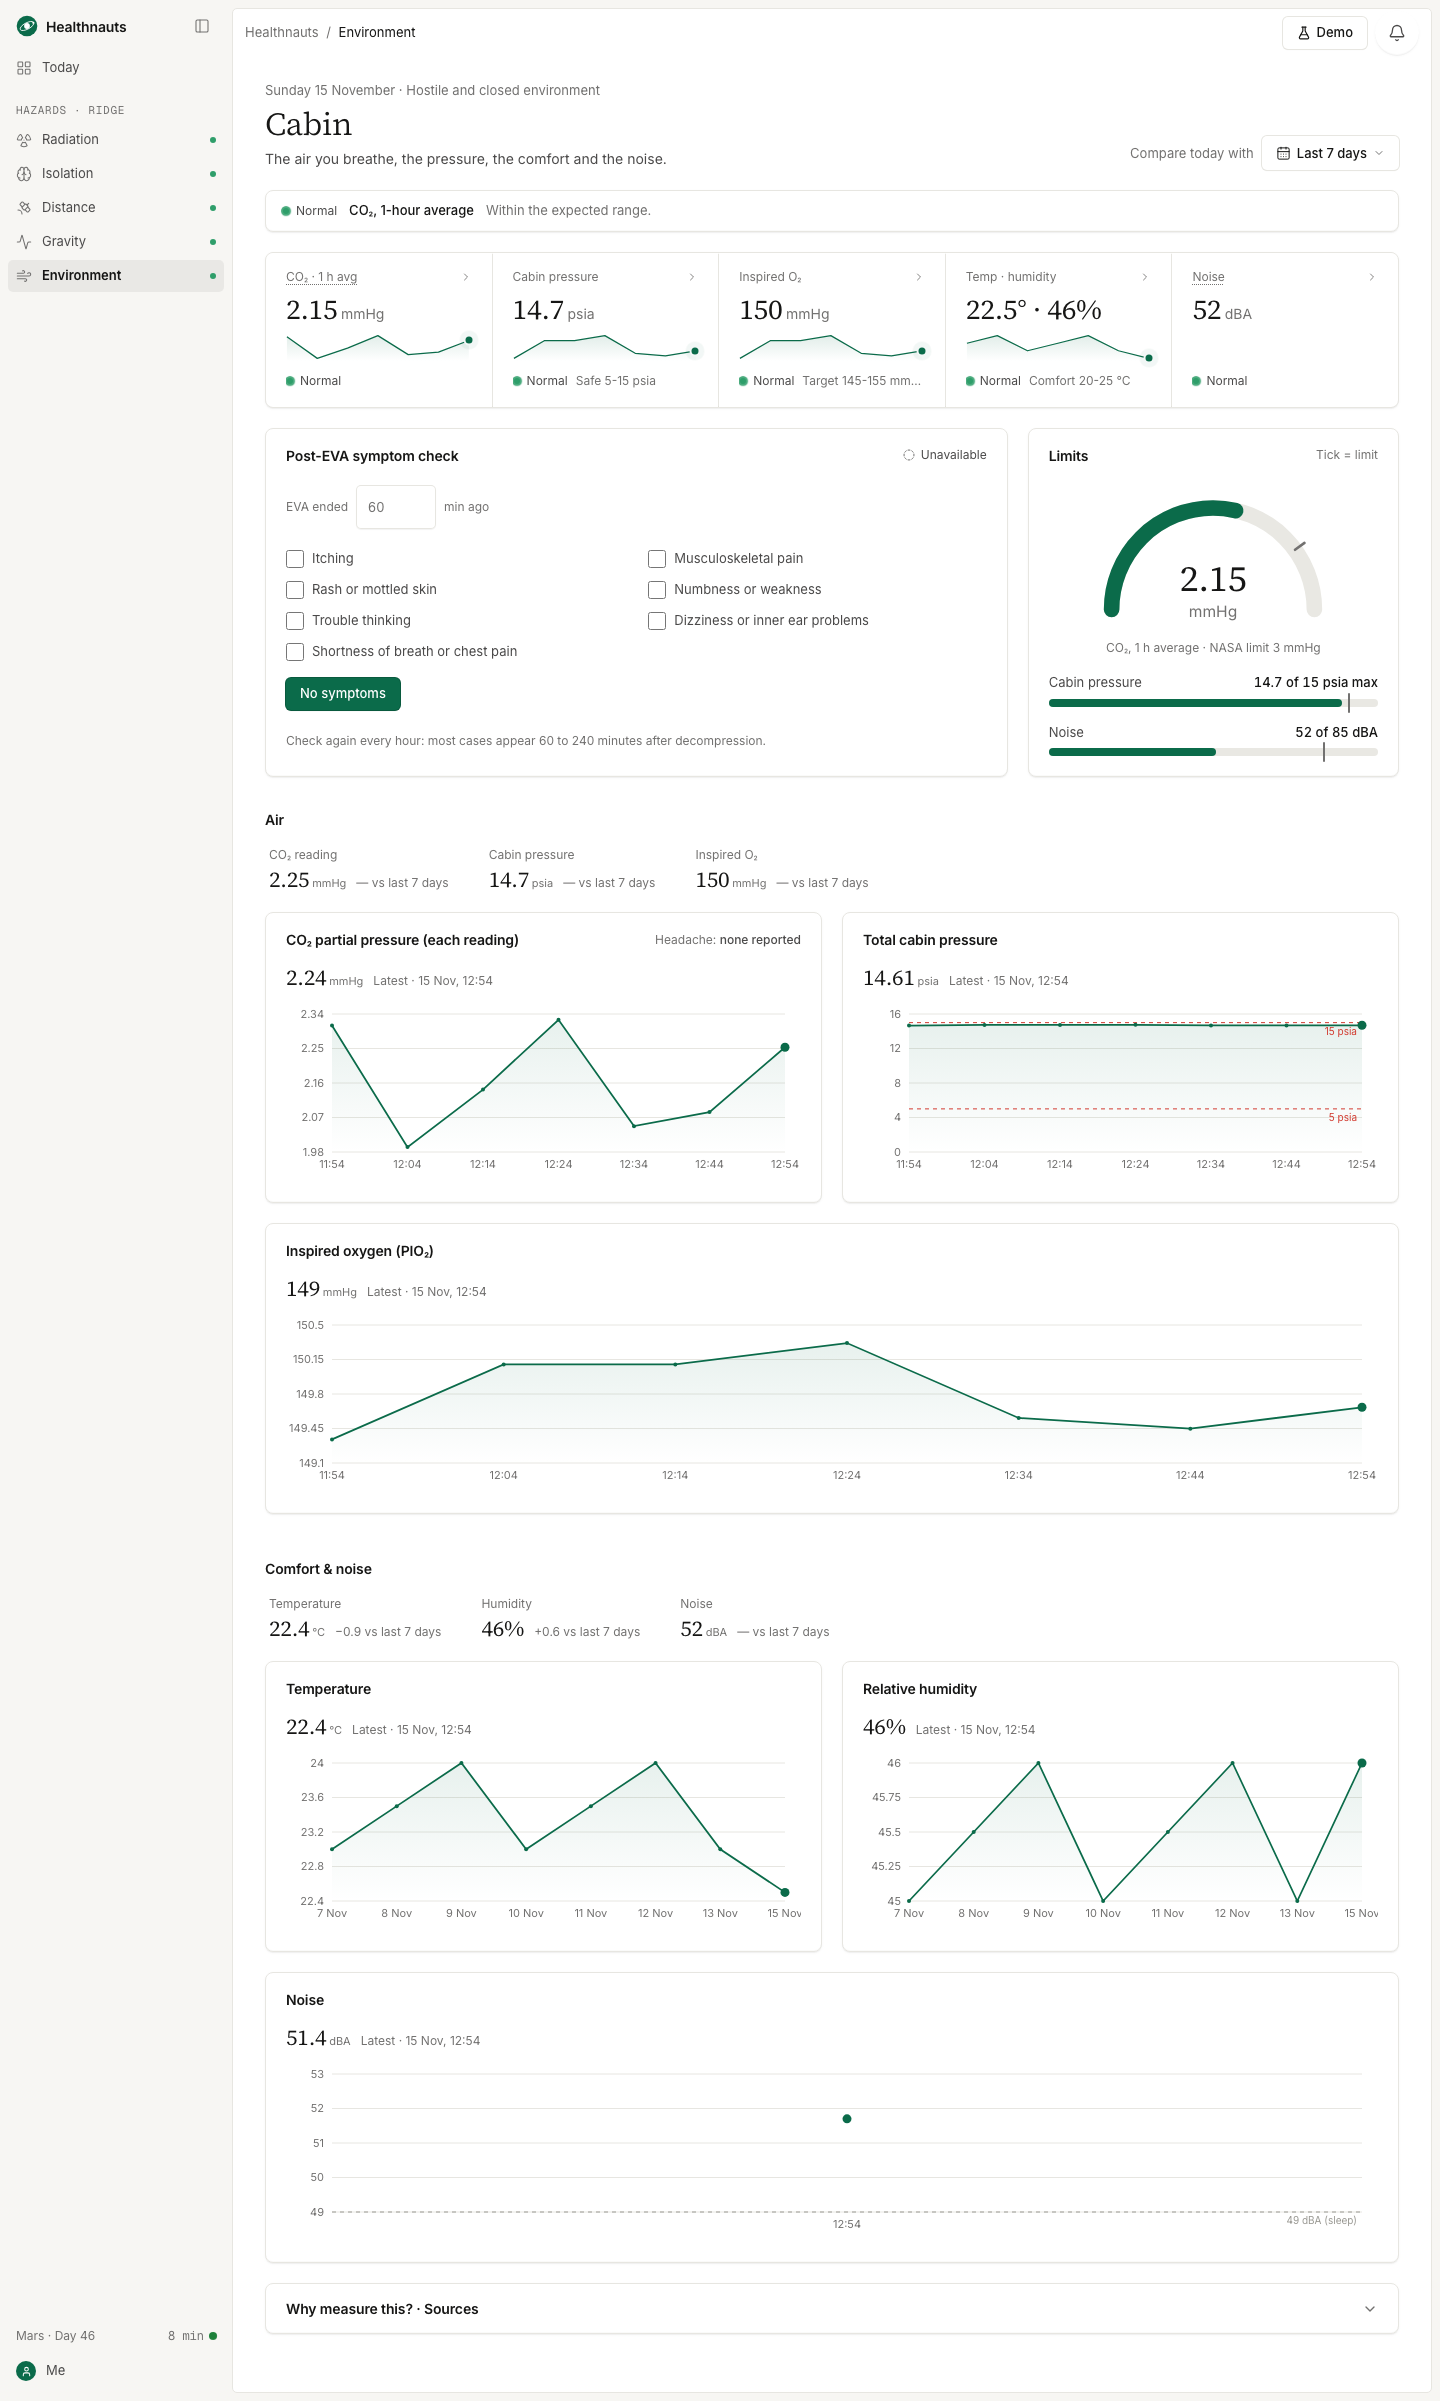 Healthnauts
Today
HAZARDS · RIDGE
Radiation
Isolation
Distance
Gravity
Environment
Mars · Day 46
8 min
Me
Healthnauts / Environment
Demo
Sunday 15 November · Hostile and closed environment
Cabin
The air you breathe, the pressure, the comfort and the noise.
Compare today with
Last 7 days
Normal CO₂, 1-hour average Within the expected range.
CO₂ · 1 h avg
2.15 mmHg
Normal
Cabin pressure
14.7 psia
Normal Safe 5-15 psia
Inspired O₂
150 mmHg
Normal Target 145-155 mm...
Temp · humidity
22.5° · 46%
Normal Comfort 20-25 °C
Noise
52 dBA
Normal
Post-EVA symptom check
Unavailable
EVA ended 60 min ago
Itching
Musculoskeletal pain
Rash or mottled skin
Numbness or weakness
Trouble thinking
Dizziness or inner ear problems
Shortness of breath or chest pain
No symptoms
Check again every hour: most cases appear 60 to 240 minutes after decompression.
Limits
Tick = limit
2.15
mmHg
CO₂, 1 h average · NASA limit 3 mmHg
Cabin pressure 14.7 of 15 psia max
Noise 52 of 85 dBA
Air
CO₂ reading
2.25 mmHg — vs last 7 days
Cabin pressure
14.7 psia — vs last 7 days
Inspired O₂
150 mmHg — vs last 7 days
CO₂ partial pressure (each reading)
Headache: none reported
2.24 mmHg Latest · 15 Nov, 12:54
2.34
2.25
2.16
2.07
1.98
11:54 12:04 12:14 12:24 12:34 12:44 12:54
Total cabin pressure
14.61 psia Latest · 15 Nov, 12:54
16
15 psia
12
8
4
5 psia
0
11:54 12:04 12:14 12:24 12:34 12:44 12:54
Inspired oxygen (PIO₂)
149 mmHg Latest · 15 Nov, 12:54
150.5
150.15
149.8
149.45
149.1
11:54 12:04 12:14 12:24 12:34 12:44 12:54
Comfort & noise
Temperature
22.4 °C −0.9 vs last 7 days
Humidity
46% +0.6 vs last 7 days
Noise
52 dBA — vs last 7 days
Temperature
22.4 °C Latest · 15 Nov, 12:54
24
23.6
23.2
22.8
22.4
7 Nov 8 Nov 9 Nov 10 Nov 11 Nov 12 Nov 13 Nov 15 Nov
Relative humidity
46% Latest · 15 Nov, 12:54
46
45.75
45.5
45.25
45
7 Nov 8 Nov 9 Nov 10 Nov 11 Nov 12 Nov 13 Nov 15 Nov
Noise
51.4 dBA Latest · 15 Nov, 12:54
53
52
51
50
49
49 dBA (sleep)
12:54
Why measure this? · Sources